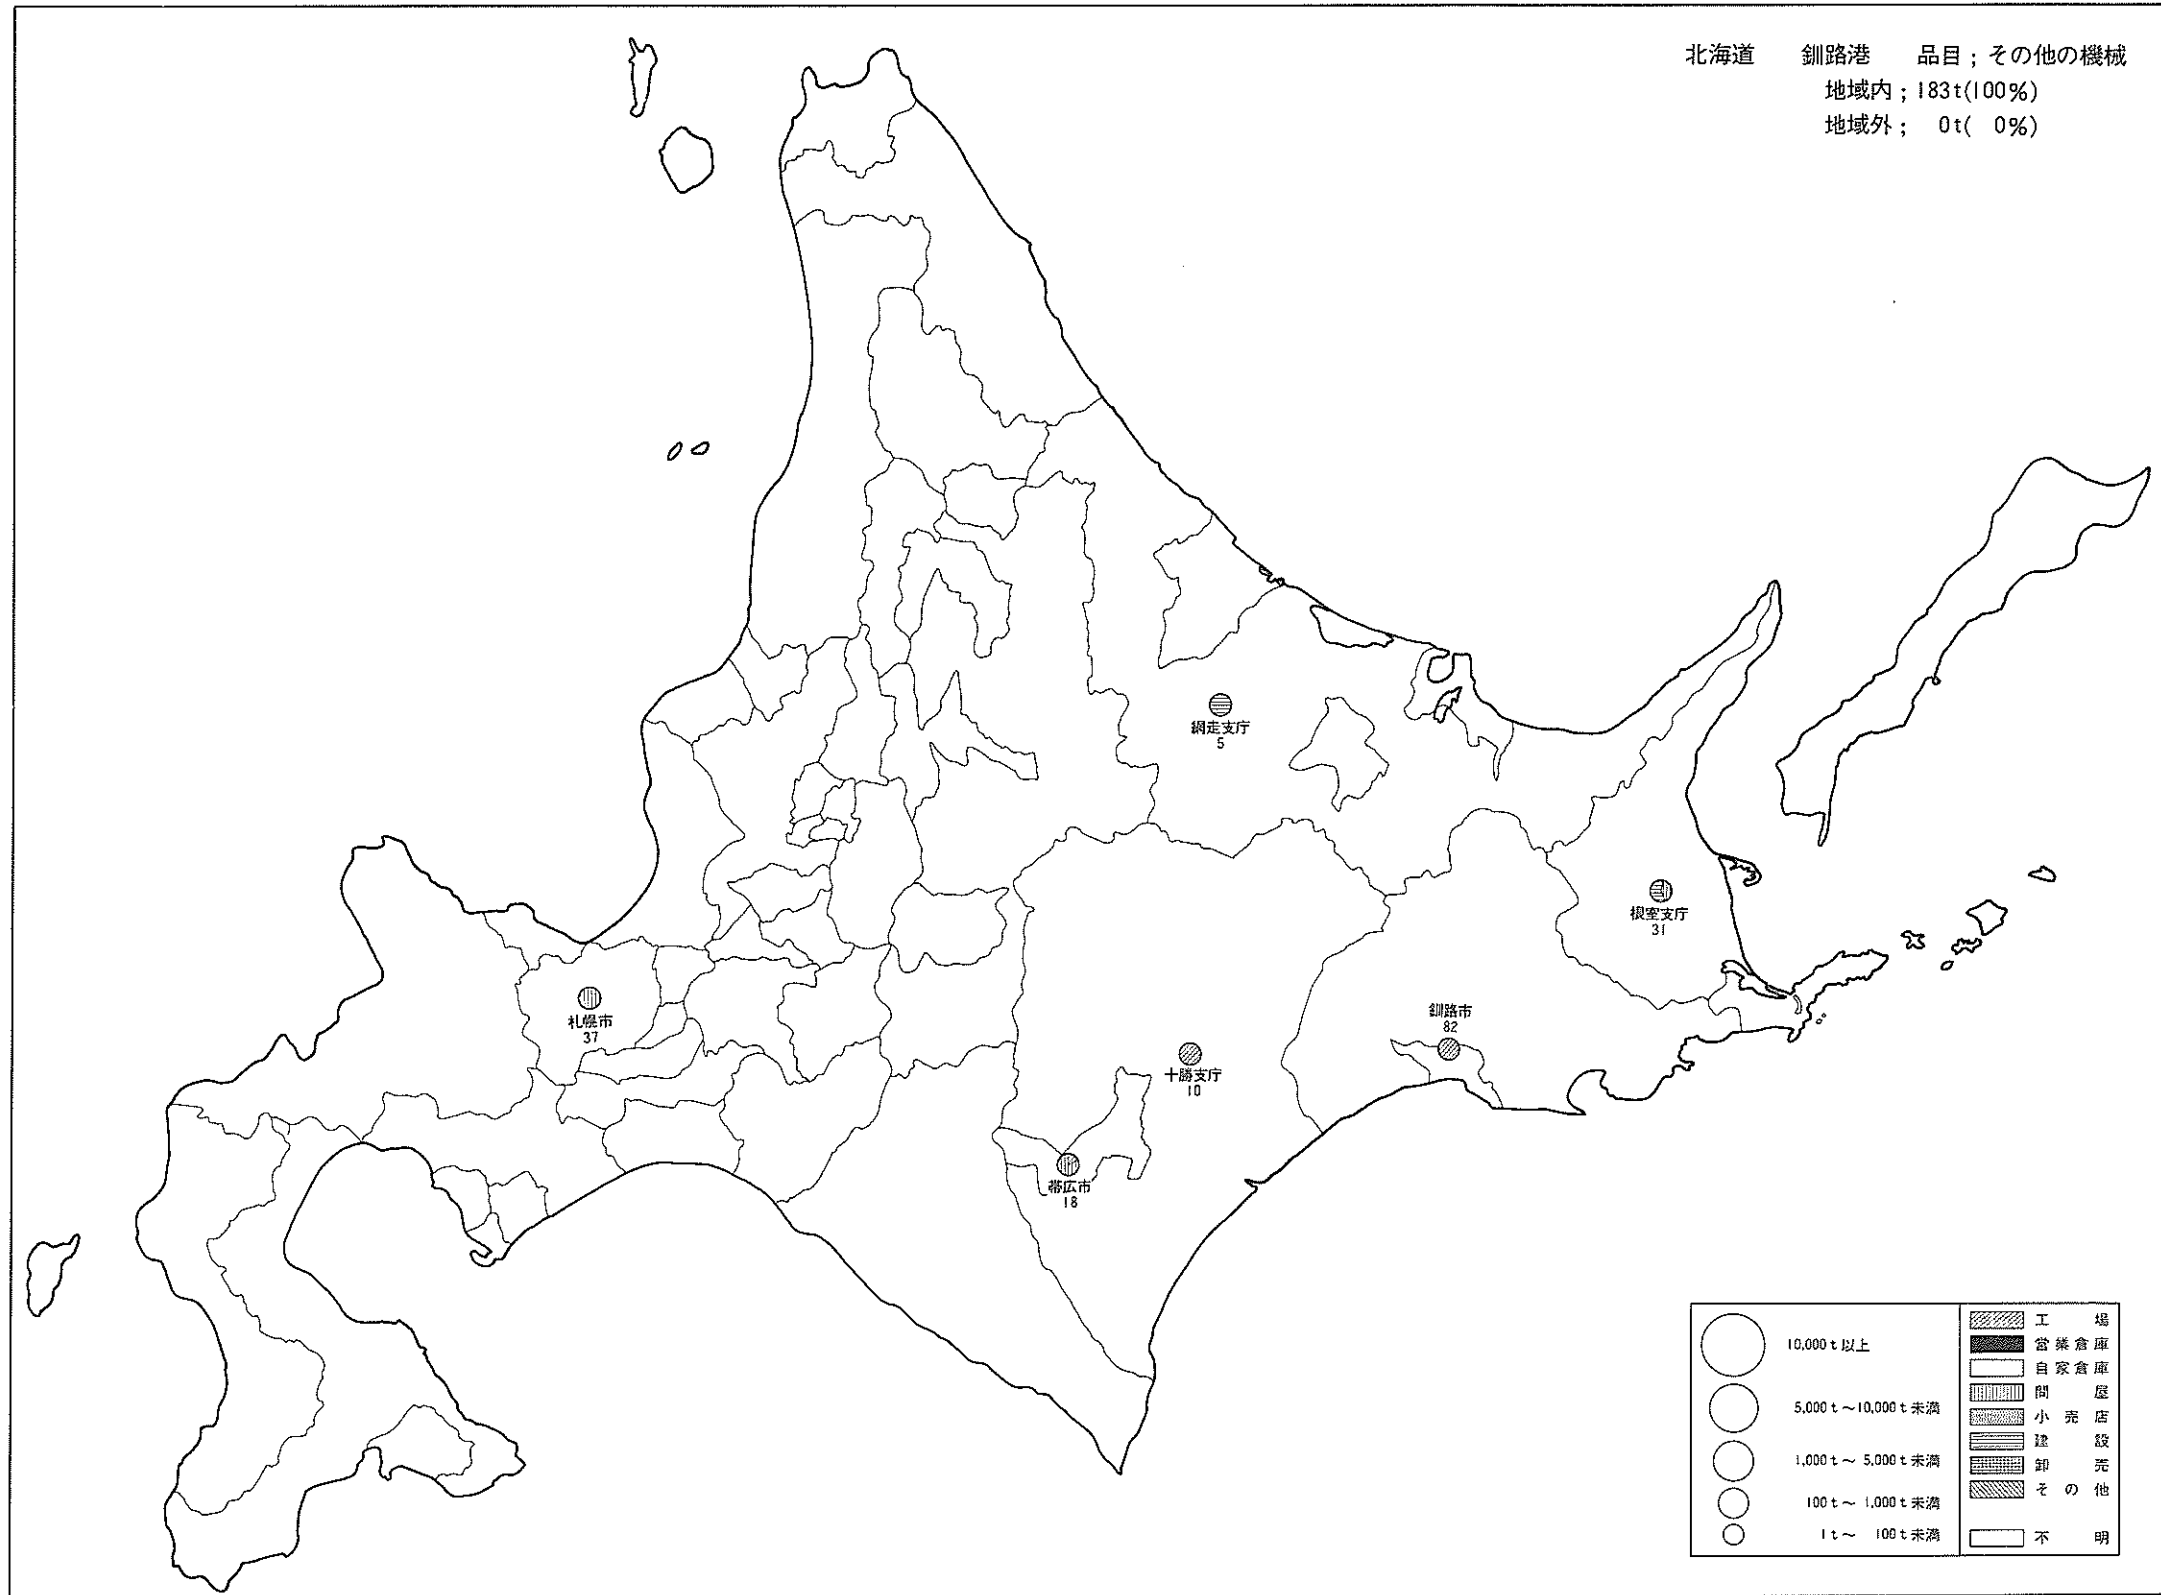 北海道　釧路港　品目；その他の機械
地域内；183t(100%)
地域外；　0t(　0%)
網走支庁
5
根室支庁
31
札幌市
37
釧路市
82
十勝支庁
10
帯広市
18
10,000t以上
5,000t～10,000t未満
1,000t～5,000t未満
100t～1,000t未満
1t～100t未満
工場
営業倉庫
自家倉庫
問屋
小売店
建設
卸売
その他
不明